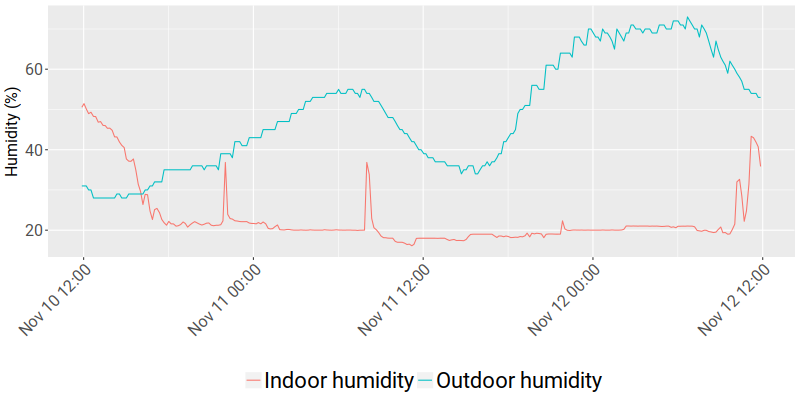 Humidity (%)
60
40
20
Nov 10 12:00
Nov 11 00:00
Nov 11 12:00
Nov 12 00:00
Nov 12 12:00
Indoor humidity Outdoor humidity